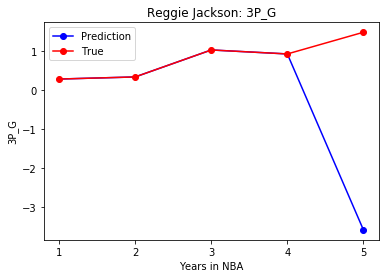 Reggie Jackson: 3P_G
Prediction
True
1
0
−1
−2
−3
3P_G
1 2 3 4 5
Years in NBA